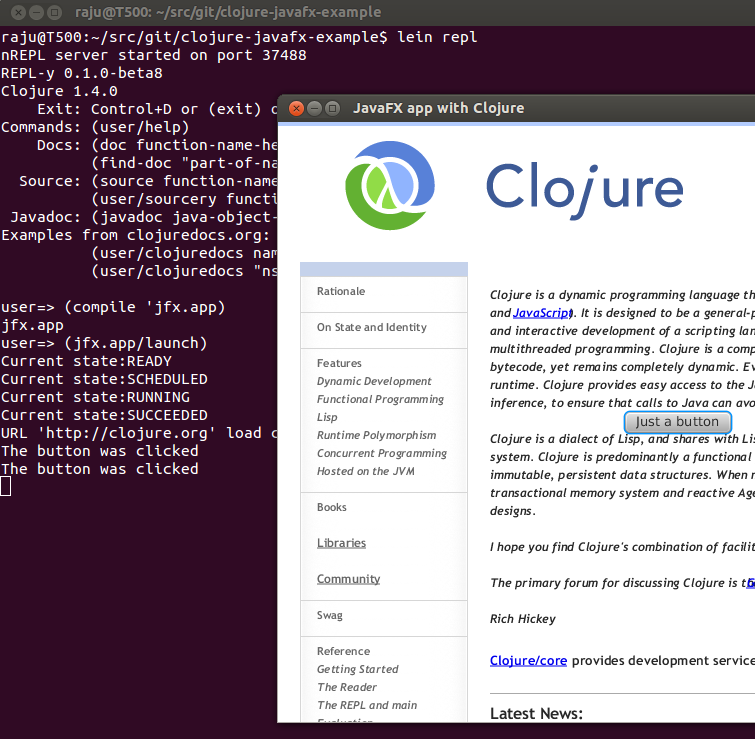 raju@T500: ~/src/git/clojure-javafx-example
raju@T500:~/src/git/clojure-javafx-example$ lein repl
nREPL server started on port 37488
REPL-y 0.1.0-beta8
Clojure 1.4.0
Exit: Control+D or (exit) o
Commands: (user/help)
Docs: (doc function-name-he
(find-doc "part-of-na
Source: (source function-name
(user/sourcery functi
Javadoc: (javadoc java-object-
Examples from clojuredocs.org:
(user/clojuredocs nam
(user/clojuredocs "ns
user=> (compile 'jfx.app)
jfx.app
user=> (jfx.app/launch)
Current state:READY
Current state:SCHEDULED
Current state:RUNNING
Current state:SUCCEEDED
URL 'http://clojure.org' load c
The button was clicked
The button was clicked
JavaFX app with Clojure
Clojure
Rationale
On State and Identity
Features
Dynamic Development
Functional Programming
Lisp
Runtime Polymorphism
Concurrent Programming
Hosted on the JVM
Books
Libraries
Community
Swag
Reference
Getting Started
The Reader
The REPL and main
Evaluation
Clojure is a dynamic programming language th
and JavaScript). It is designed to be a general-p
and interactive development of a scripting lan
multithreaded programming. Clojure is a comp
bytecode, yet remains completely dynamic. Ev
runtime. Clojure provides easy access to the Ja
inference, to ensure that calls to Java can avo
Just a button
Clojure is a dialect of Lisp, and shares with Lis
system. Clojure is predominantly a functional
immutable, persistent data structures. When m
transactional memory system and reactive Age
designs.
I hope you find Clojure's combination of facilit
The primary forum for discussing Clojure is
Rich Hickey
Clojure/core provides development service
Latest News: